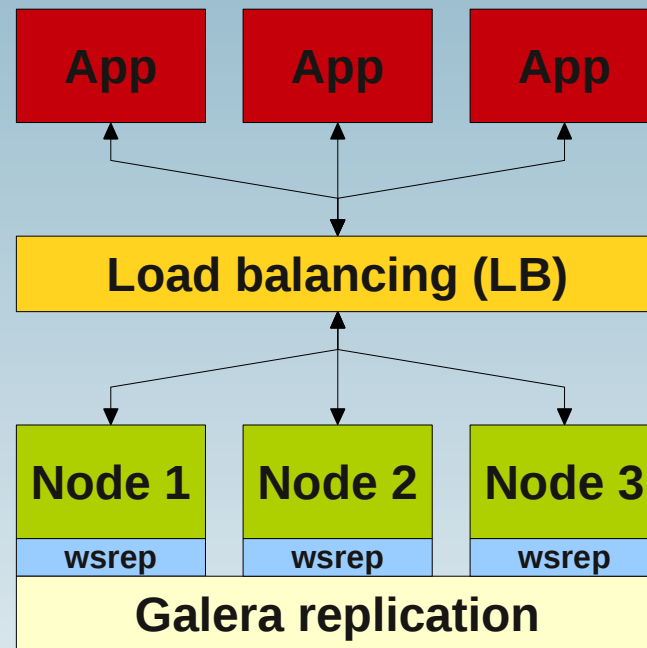 App App App
Load balancing (LB)
Node 1 Node 2 Node 3
wsrep wsrep wsrep
Galera replication